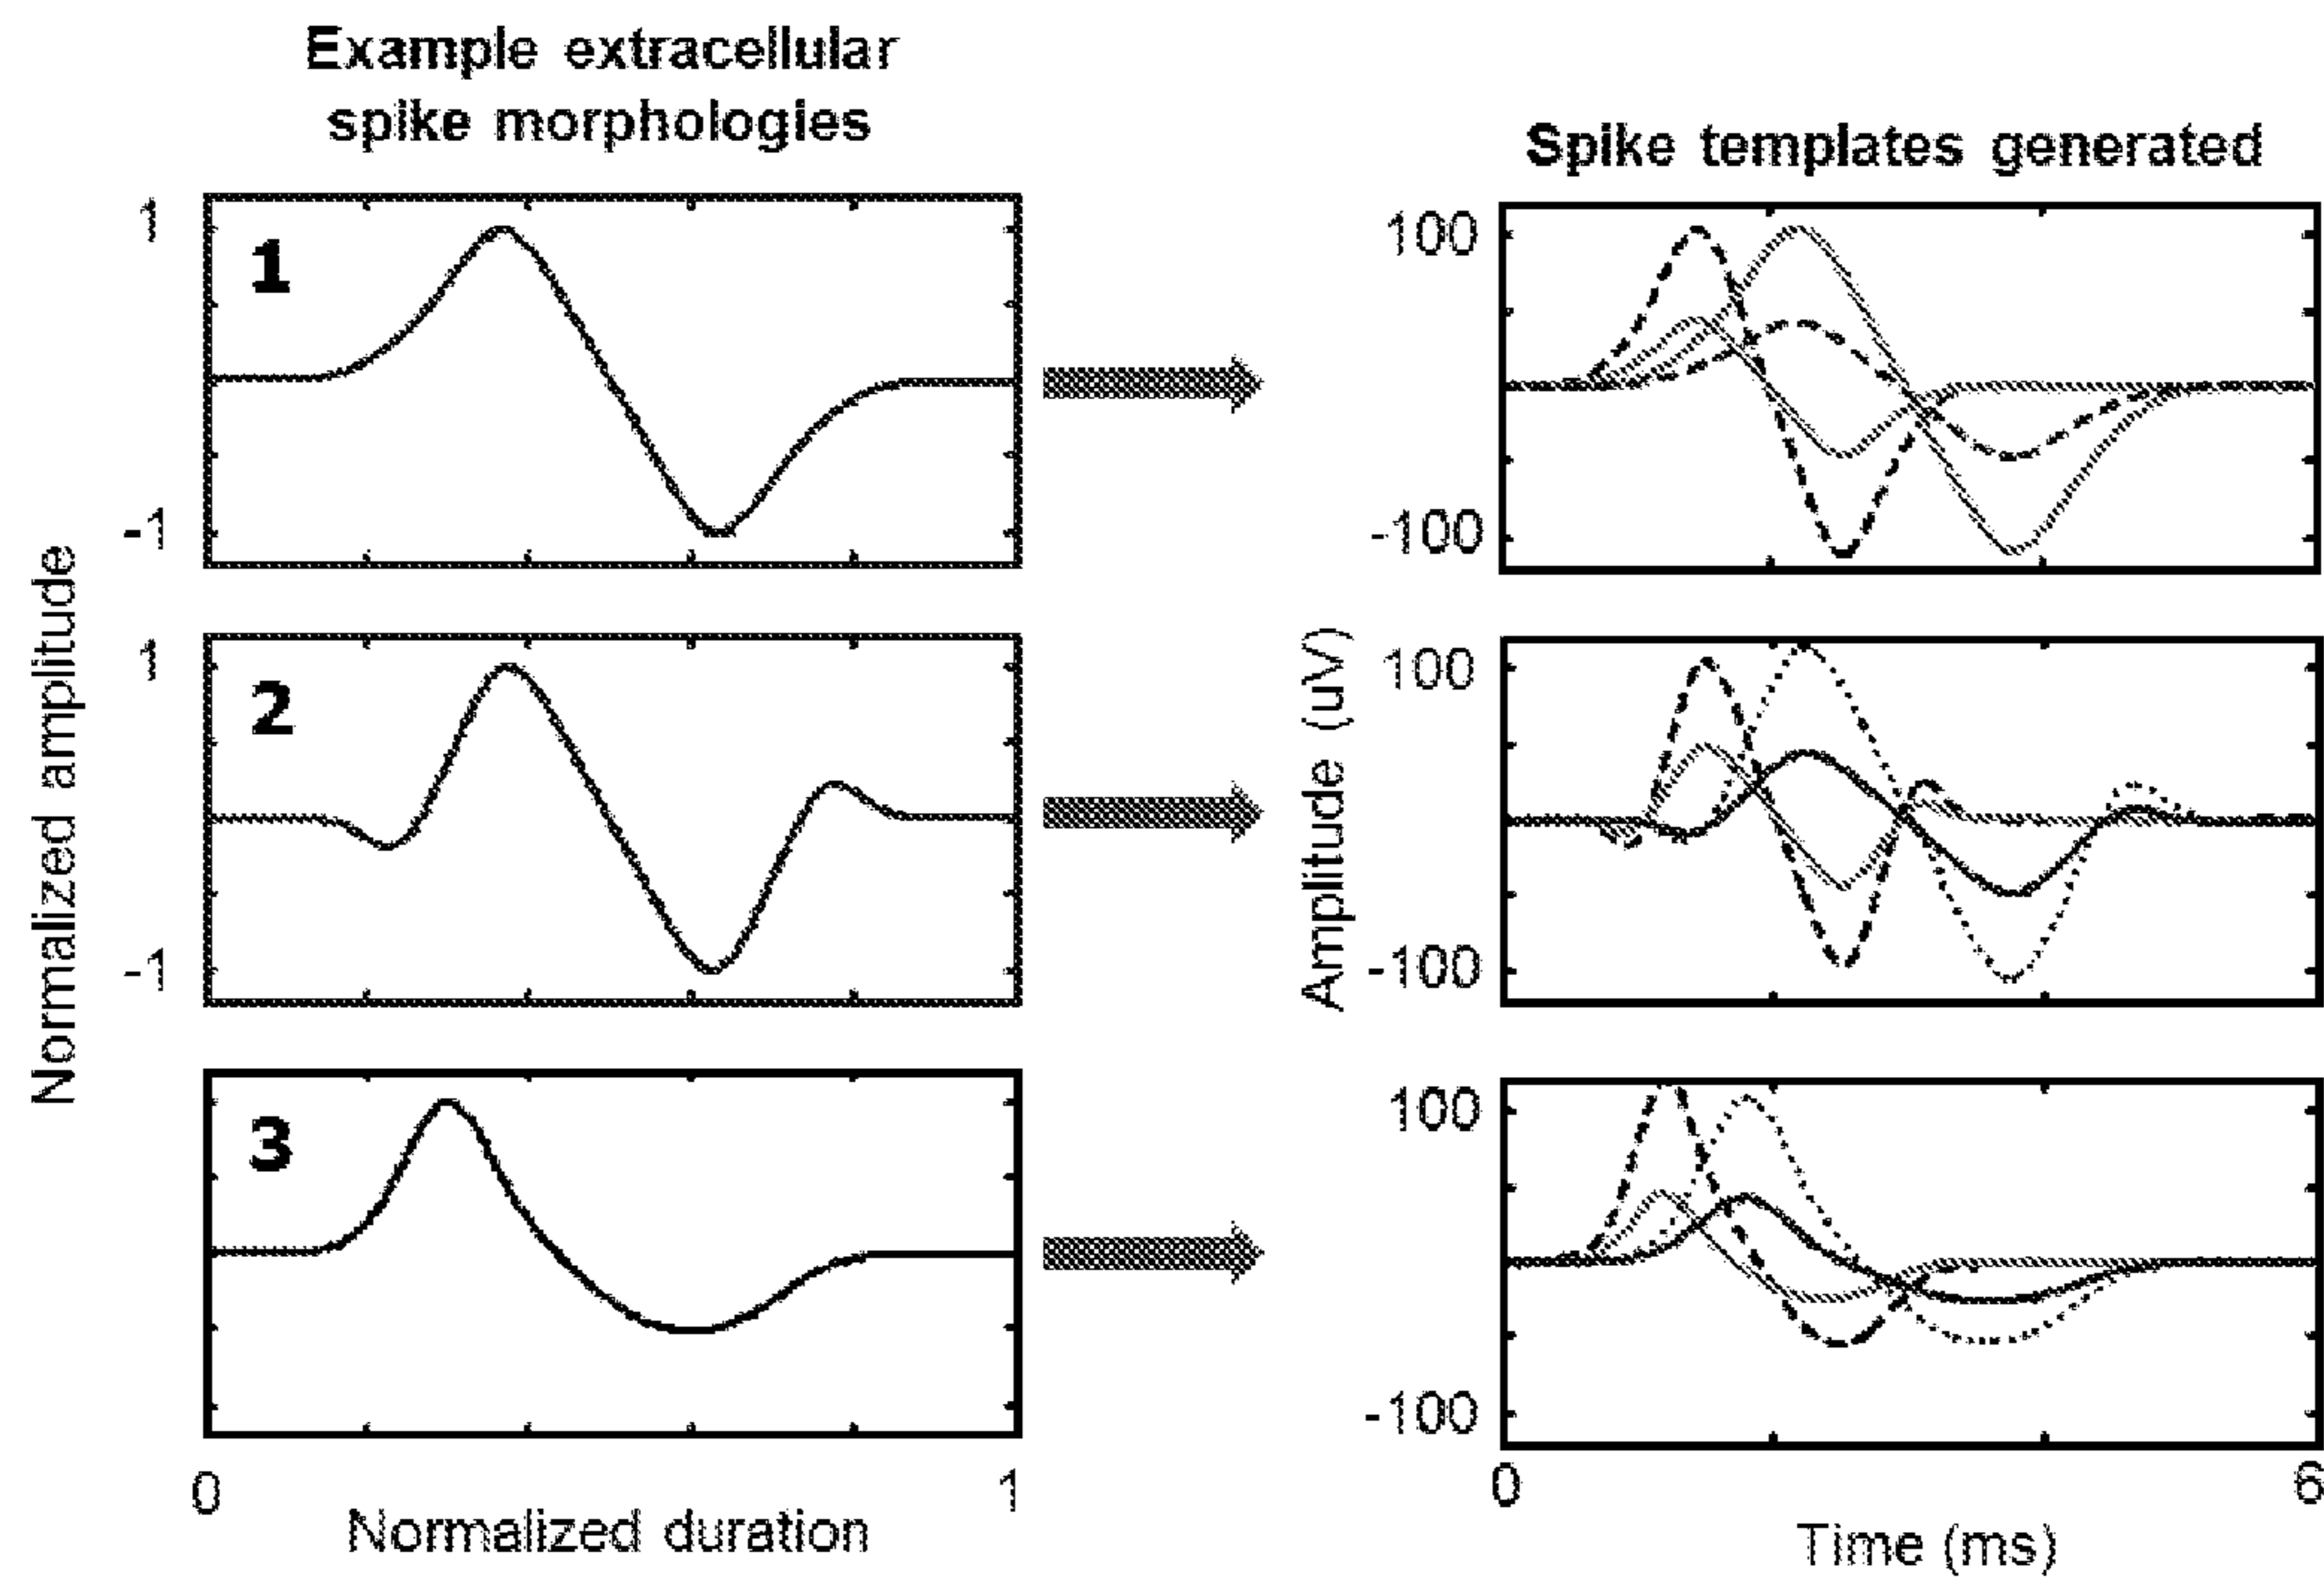 Example extracellular
spike morphologies
Spike templates generated
1
1
-1
100
-100
Normalized amplitude
1
2
-1
Amplitude (uV)
100
-100
3
100
-100
0
1
Normalized duration
0
6
Time (ms)